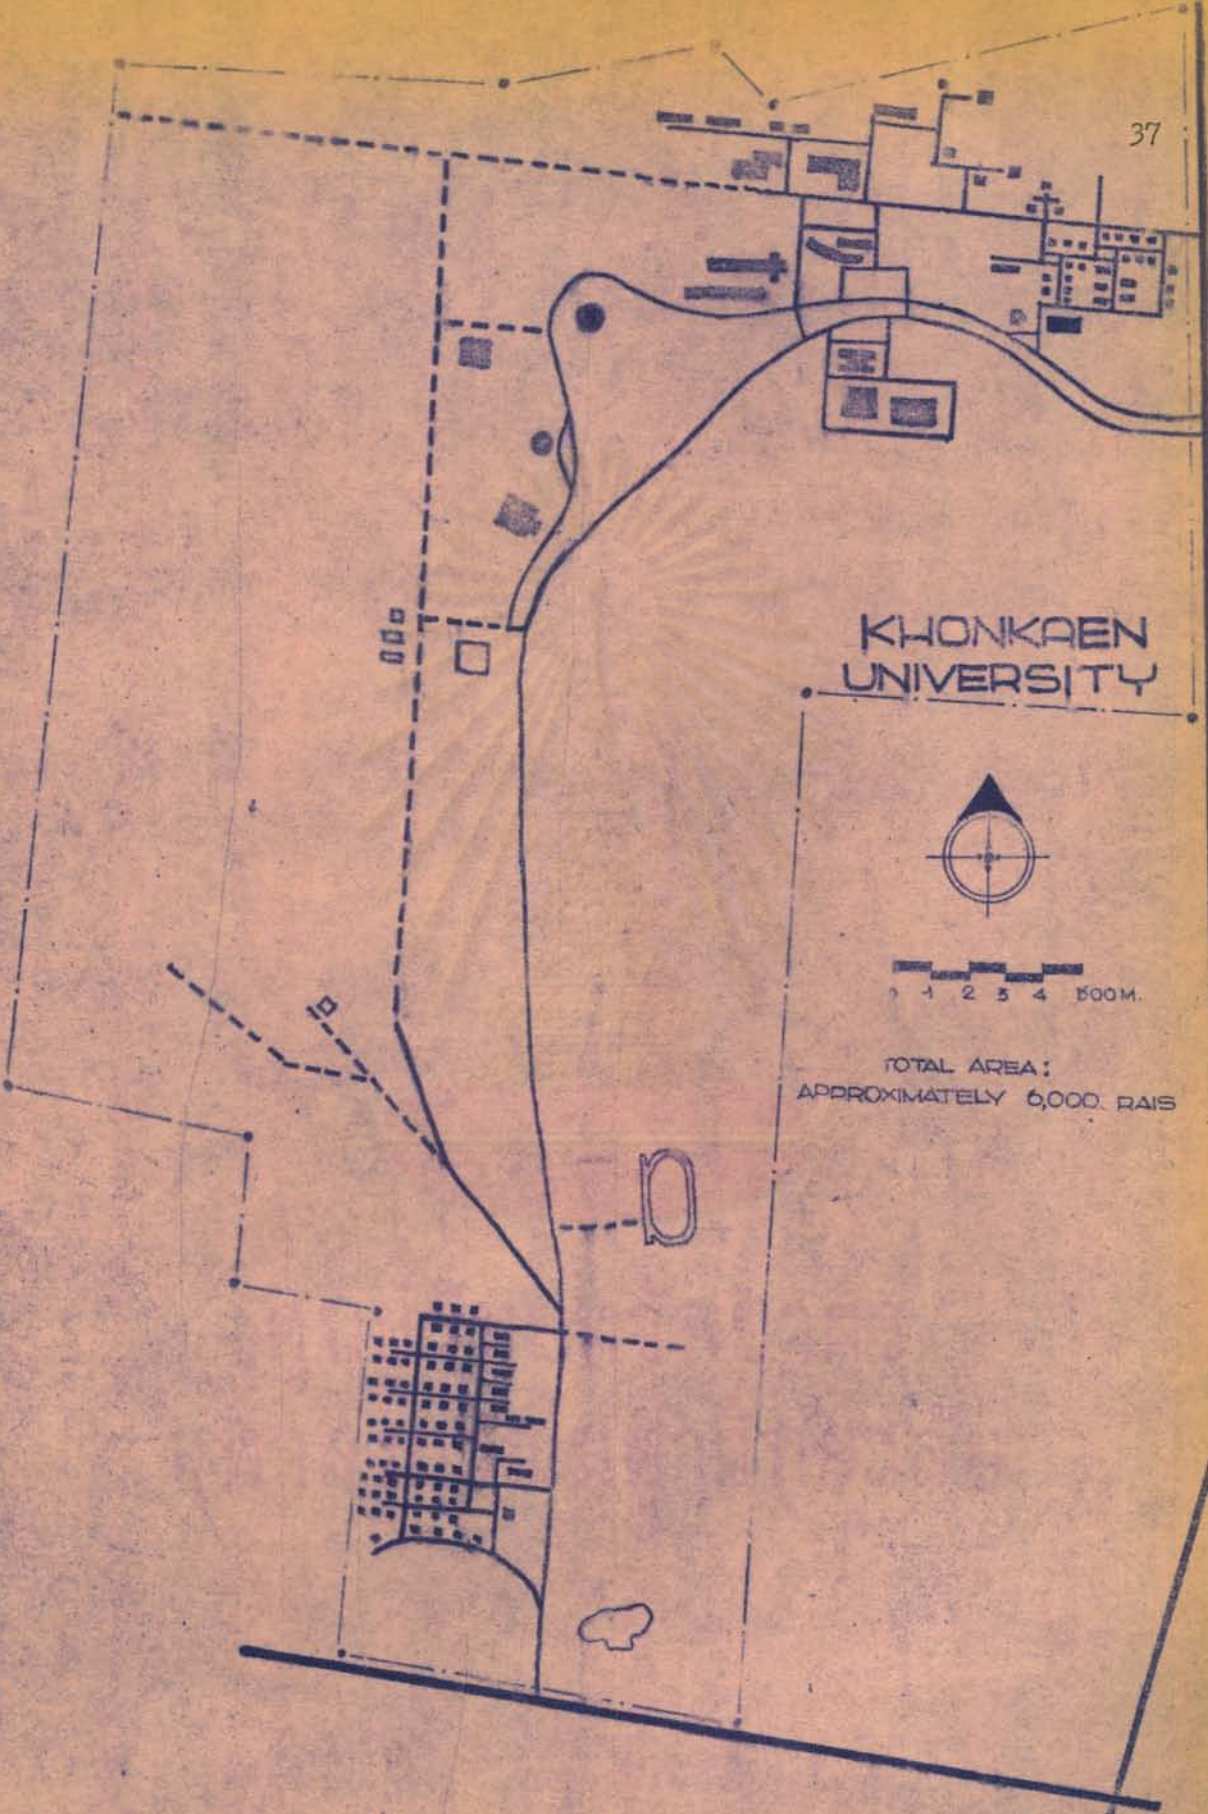 37
KHONKAEN
UNIVERSITY
0 1 2 3 4 500M.
TOTAL AREA:
APPROXIMATELY 6,000. RAIS